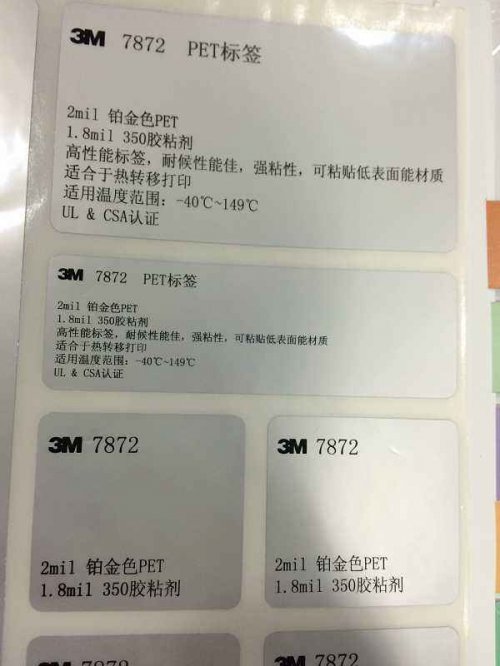 3M 7872 PET标签
2mil 铂金色PET
1.8mil 350胶粘剂
高性能标签，耐候性能佳，强粘性，可粘贴低表面能材质
适合于热转移打印
适用温度范围：-40℃~149℃
UL & CSA认证
3M 7872 PET标签
2mil 铂金色PET
1.8mil 350胶粘剂
高性能标签，耐候性能佳，强粘性，可粘贴低表面能材质
适合于热转移打印
适用温度范围：-40℃~149℃
UL & CSA认证
3M 7872
2mil 铂金色PET
1.8mil 350胶粘剂
3M 7872
2mil 铂金色PET
1.8mil 350胶粘剂
3M 7872
3M 7872